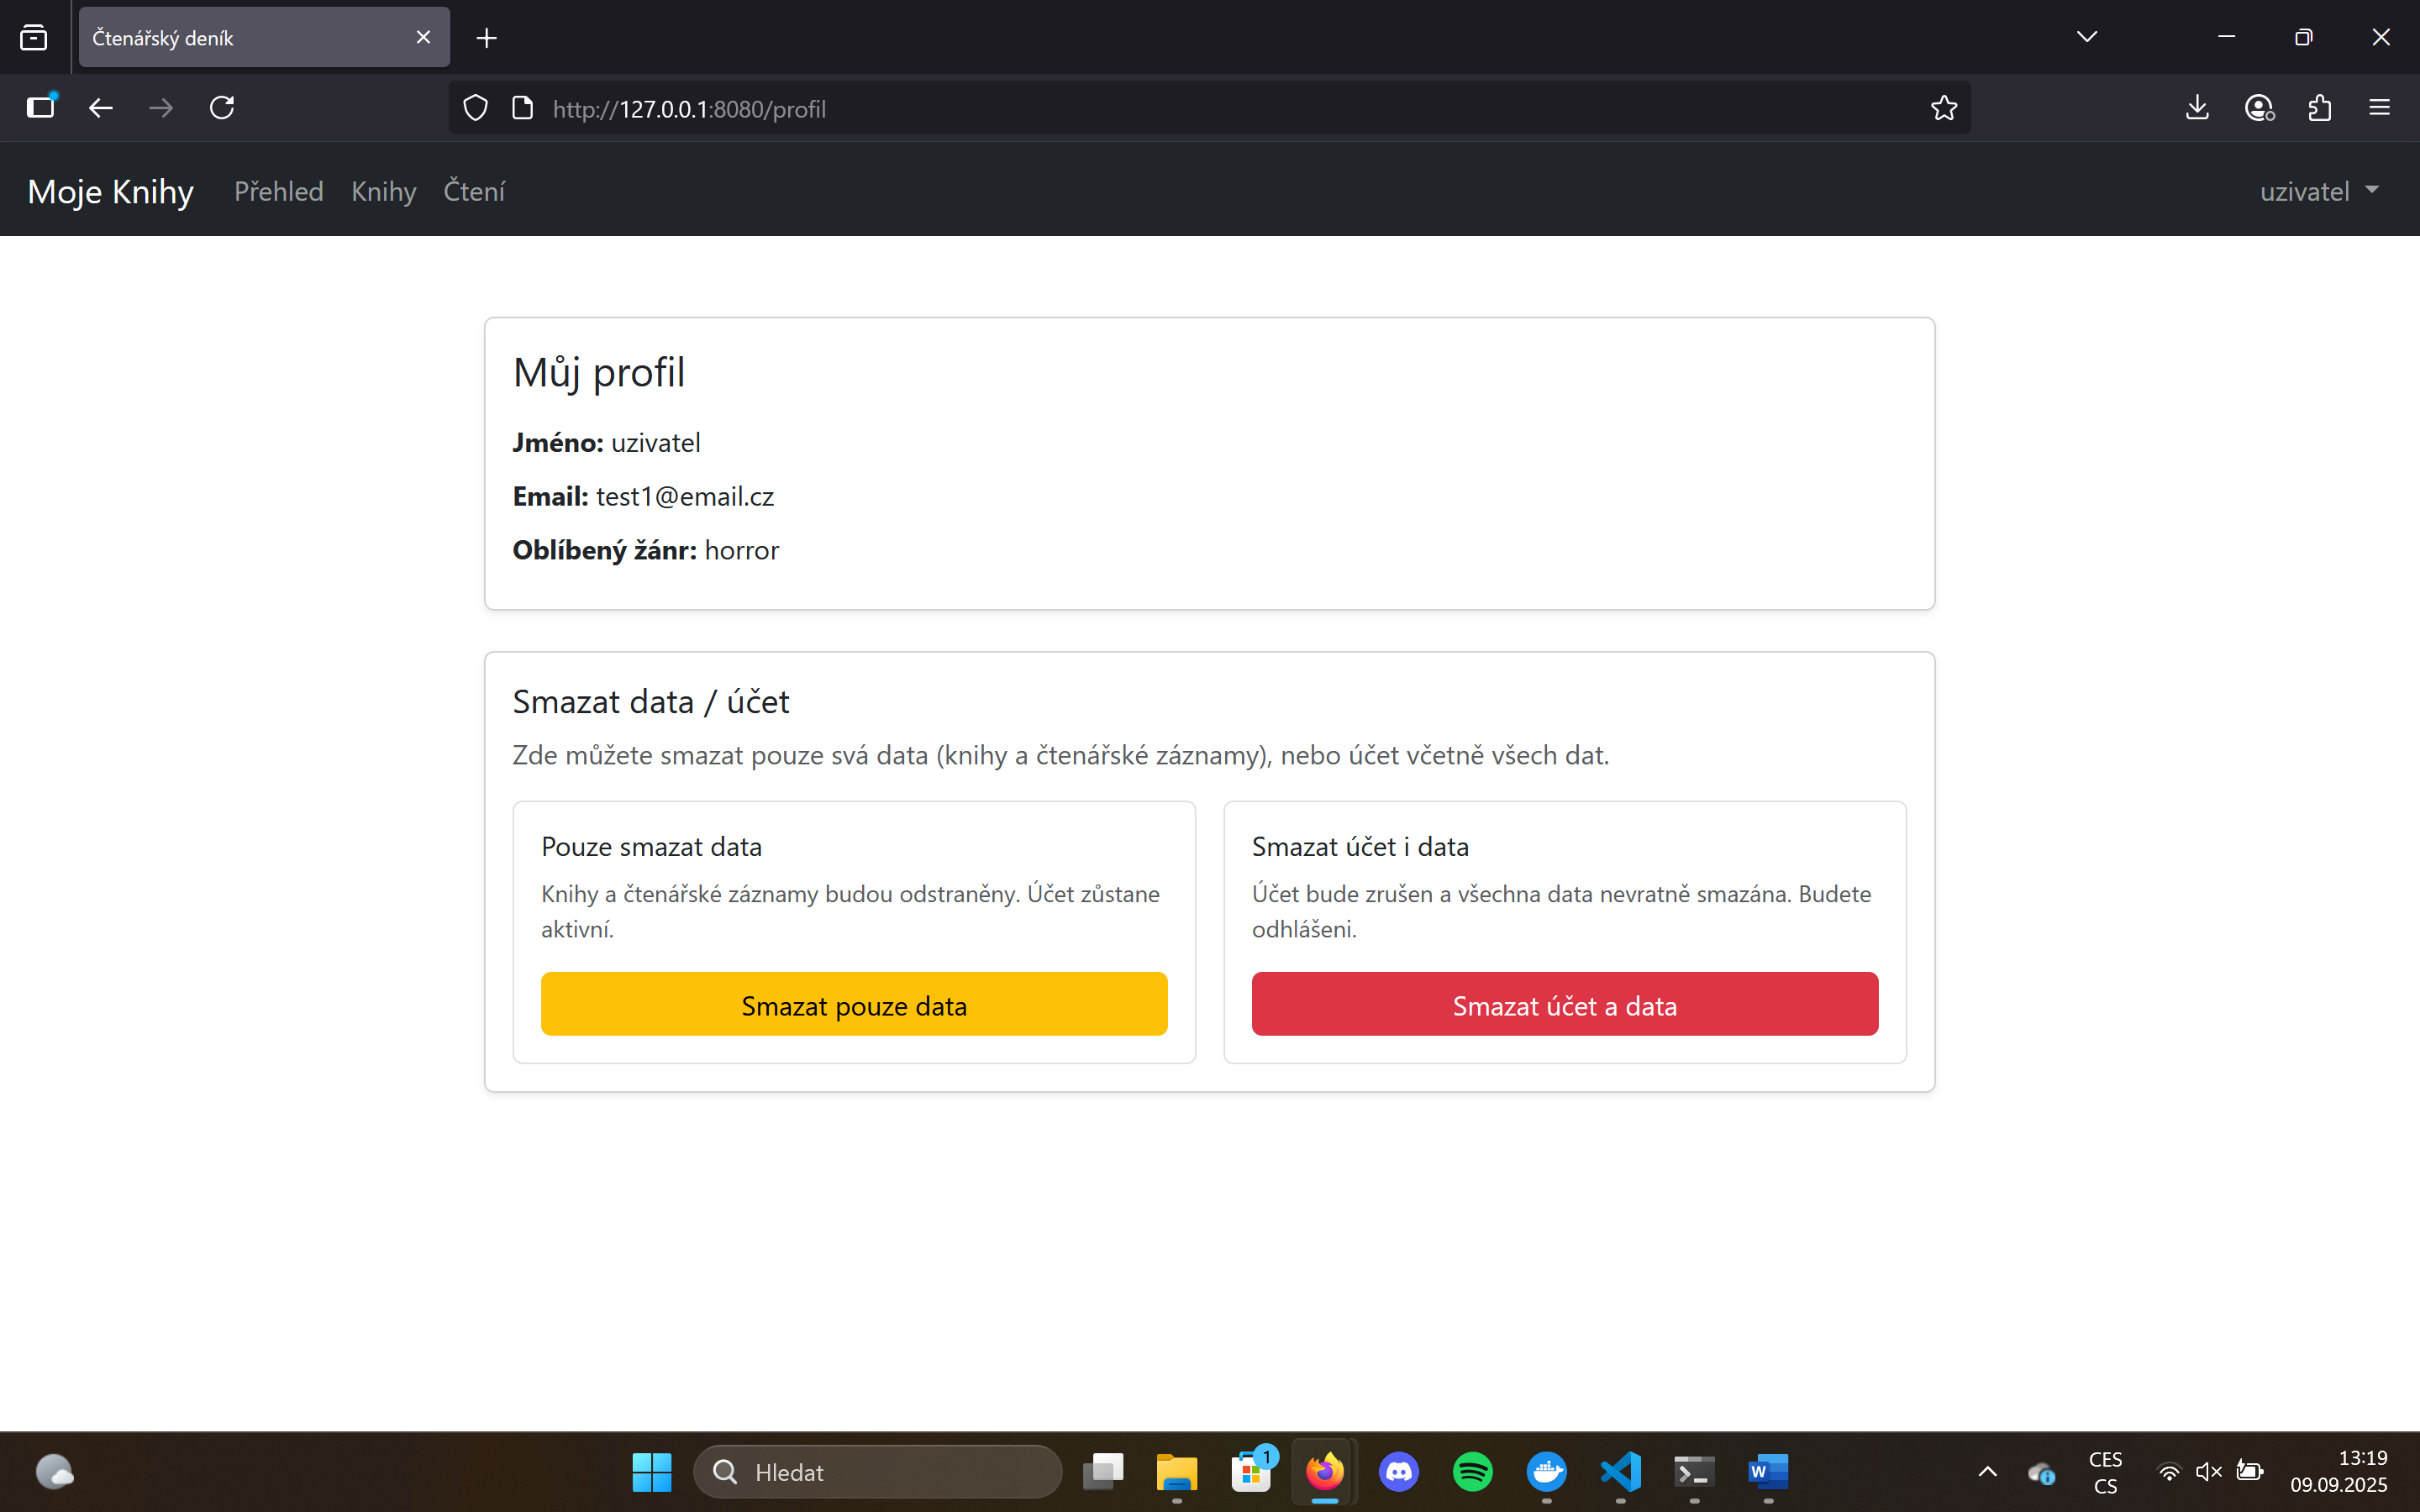 Čtenářský deník
http://127.0.0.1:8080/profil
Moje Knihy Přehled Knihy Čtení uzivatel
Můj profil
Jméno: uzivatel
Email: test1@email.cz
Oblíbený žánr: horror
Smazat data / účet
Zde můžete smazat pouze svá data (knihy a čtenářské záznamy), nebo účet včetně všech dat.
Pouze smazat data
Knihy a čtenářské záznamy budou odstraněny. Účet zůstane
aktivní.
Smazat pouze data
Smazat účet i data
Účet bude zrušen a všechna data nevratně smazána. Budete
odhlášeni.
Smazat účet a data
Hledat
1
W
CES
CS
13:19
09.09.2025